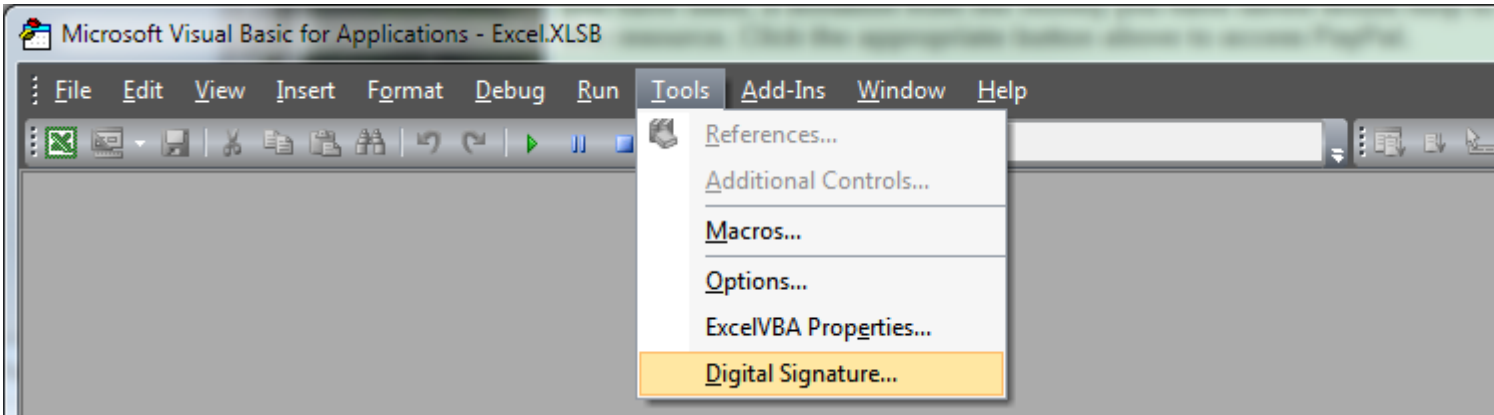 Microsoft Visual Basic for Applications - Excel.XLSB
File Edit View Insert Format Debug Run Tools Add-Ins Window Help
References...
Additional Controls...
Macros...
Options...
ExcelVBA Properties...
Digital Signature...